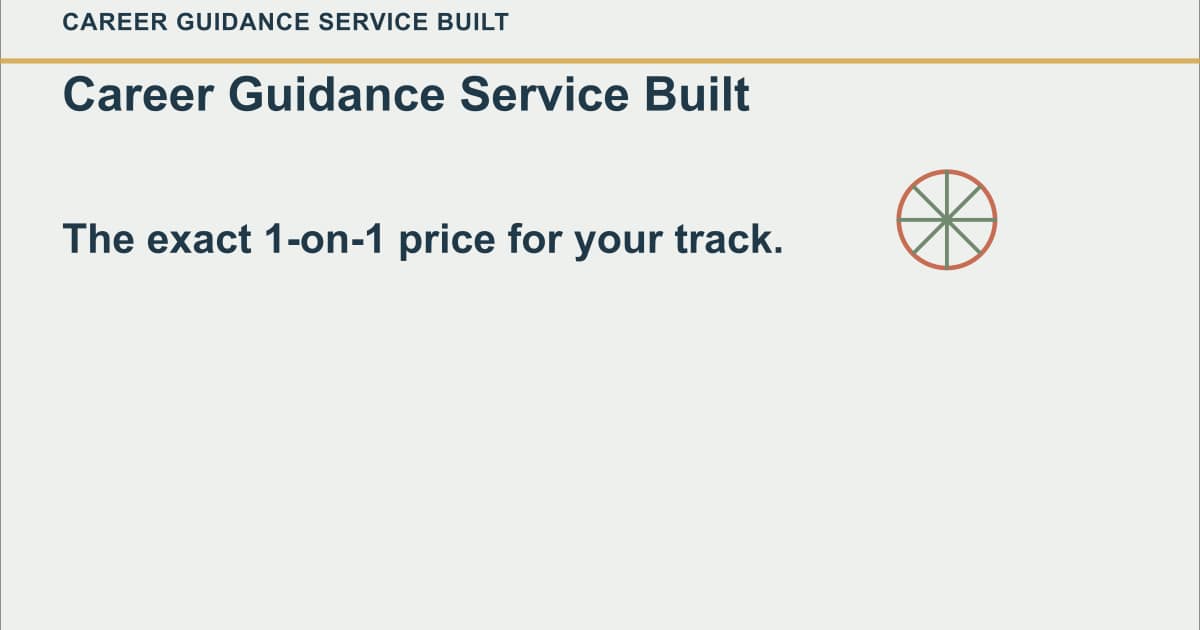 CAREER GUIDANCE SERVICE BUILT
Career Guidance Service Built
The exact 1-on-1 price for your track.